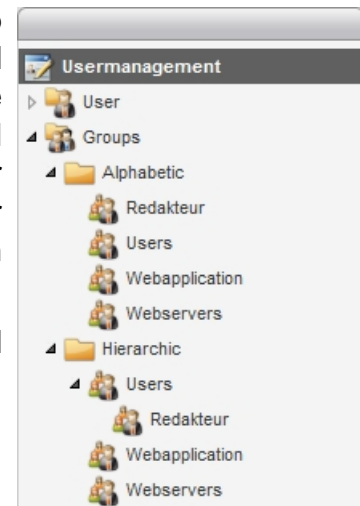 Usermanagement
User
Groups
Alphabetic
Redakteur
Users
Webapplication
Webservers
Hierarchic
Users
Redakteur
Webapplication
Webservers